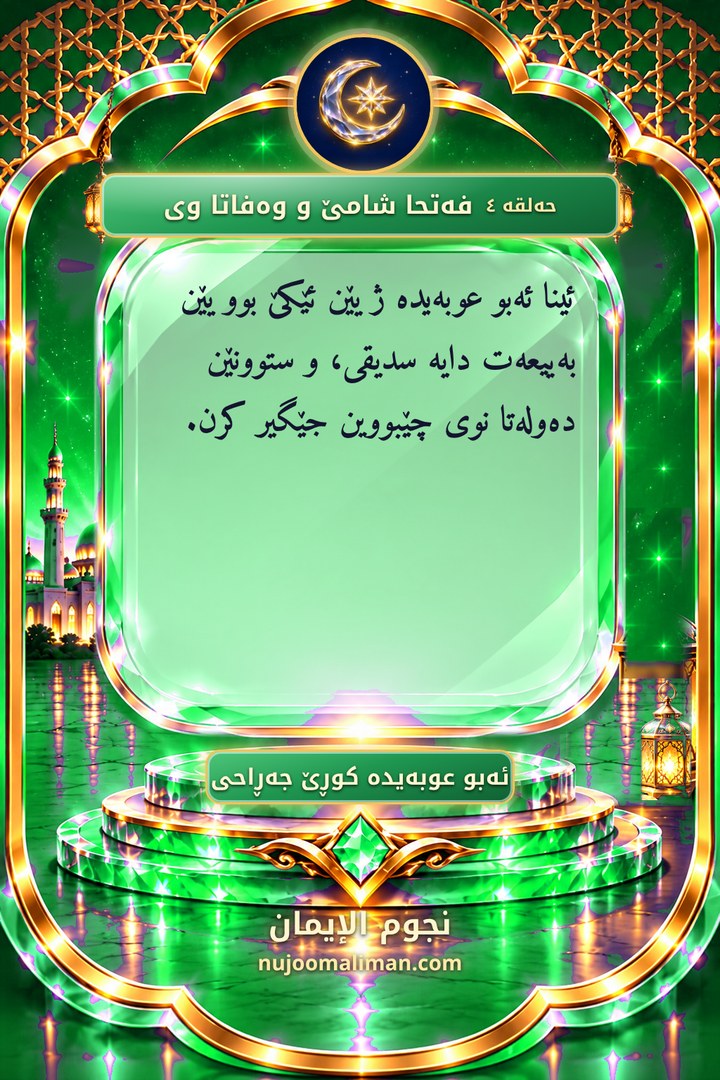 حەلقە ٤ فەتحا شامێ و وەفاتا وی
ئینا ئەبو عوبەیدە ژ یێن ئێکێ بوو یێن
بەیعەت دایە سدیقی، و ستوونێن
دەولەتا نوی چێبووین جێگیر کرن.
ئەبو عوبەیدە کورێ جەڕاحی
نجوم الإيمان
nujoomaliman.com